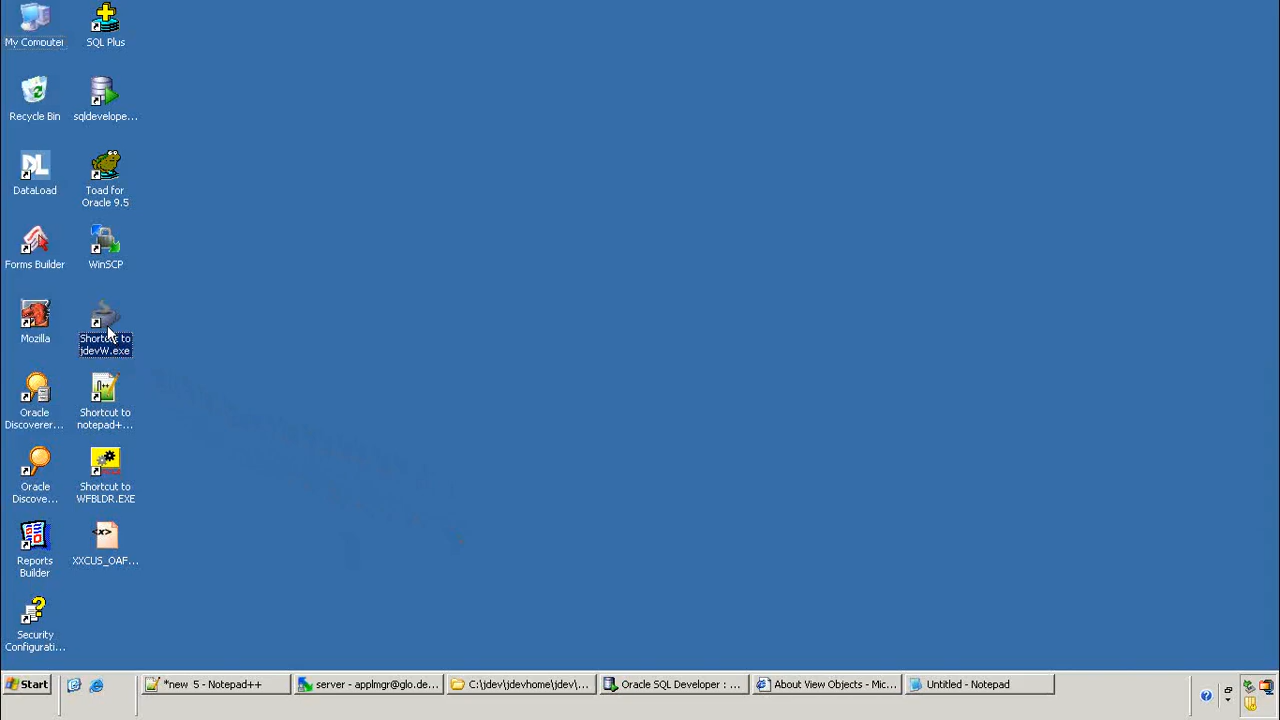 My Computer
SQL Plus
Recycle Bin
sqldevelope...
DataLoad
Toad for
Oracle 9.5
Forms Builder
WinSCP
Mozilla
Shortcut to
jdevW.exe
Oracle
Discoverer...
Shortcut to
notepad+...
Oracle
Discove...
Shortcut to
WFBLDR.EXE
Reports
Builder
XXCUS_OAF...
Security
Configurati...
Start
*new 5 - Notepad++
server - applmgr@glo.de...
C:\jdev\jdevhome\jdev\...
Oracle SQL Developer : ...
About View Objects - Mic...
Untitled - Notepad